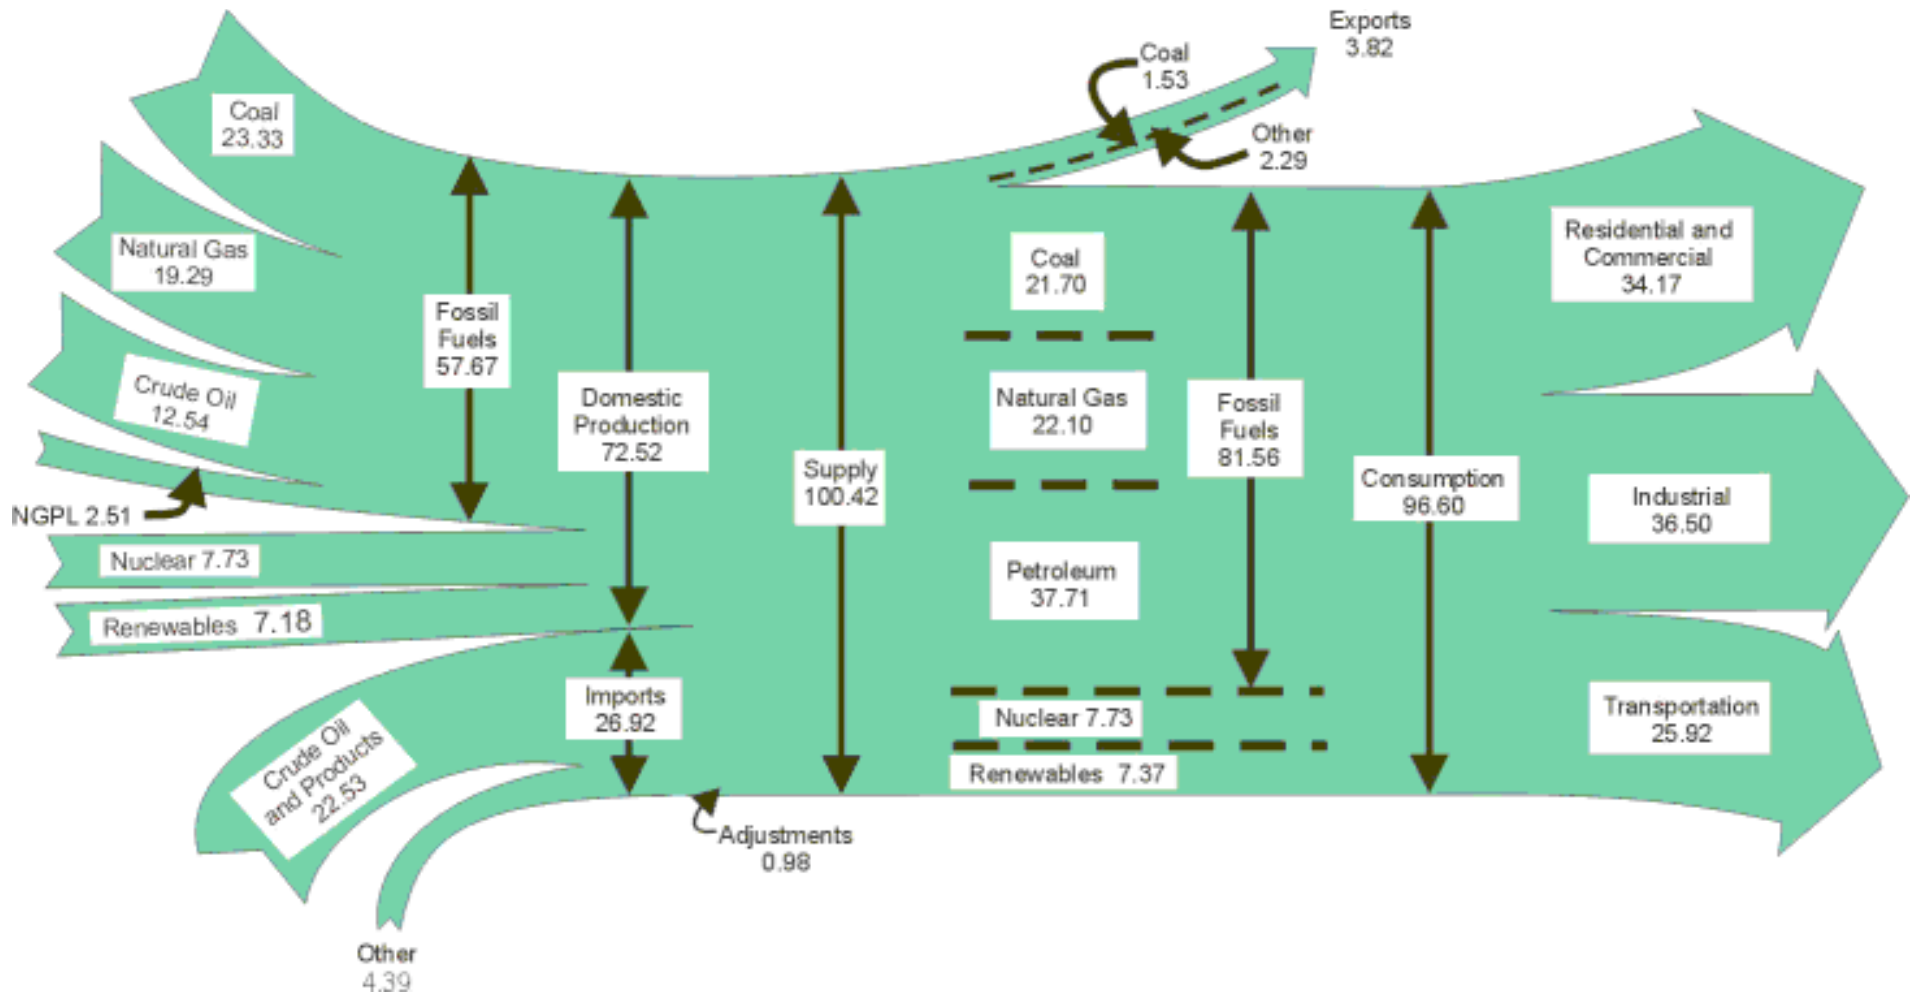 Exports
3.82
Coal
1.53
Other
2.29
Coal
23.33
Natural Gas
19.29
Crude Oil
12.54
NGPL 2.51
Nuclear 7.73
Renewables 7.18
Crude Oil
and Products
22.53
Other
4.39
Fossil
Fuels
57.67
Domestic
Production
72.52
Imports
26.92
Adjustments
0.98
Supply
100.42
Coal
21.70
Natural Gas
22.10
Petroleum
37.71
Nuclear 7.73
Renewables 7.37
Fossil
Fuels
81.56
Consumption
96.60
Residential and
Commercial
34.17
Industrial
36.50
Transportation
25.92